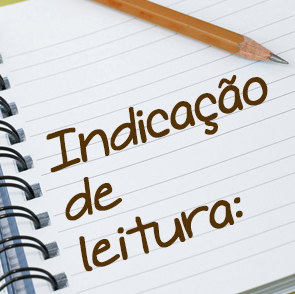 Indicação
de
leitura: